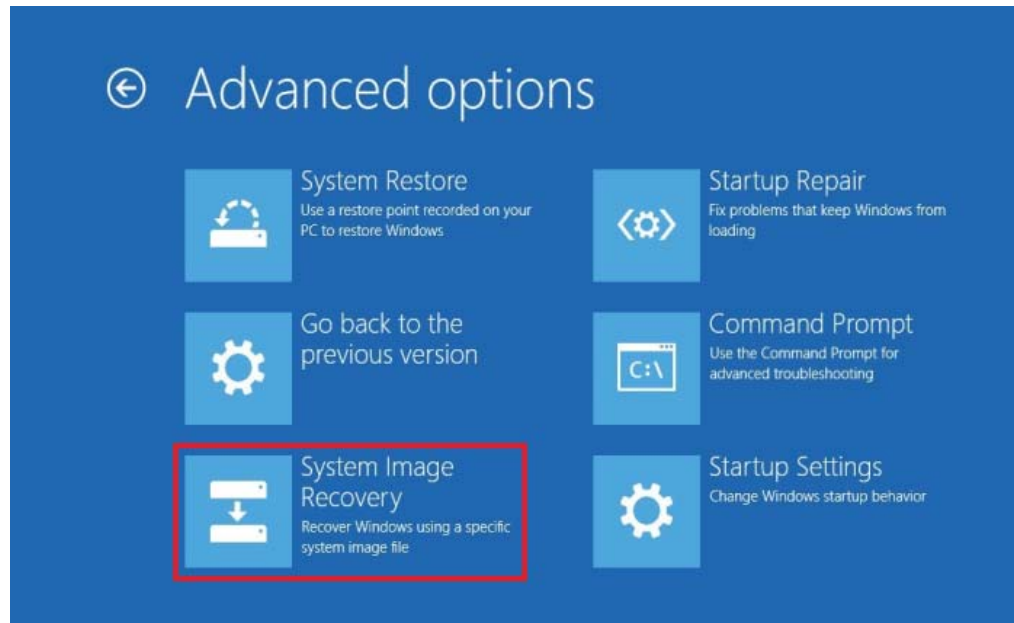 Advanced options
System Restore
Use a restore point recorded on your
PC to restore Windows
Go back to the
previous version
System Image
Recovery
Recover Windows using a specific
system image file
Startup Repair
Fix problems that keep Windows from
loading
Command Prompt
C:\
Use the Command Prompt for
advanced troubleshooting
Startup Settings
Change Windows startup behavior